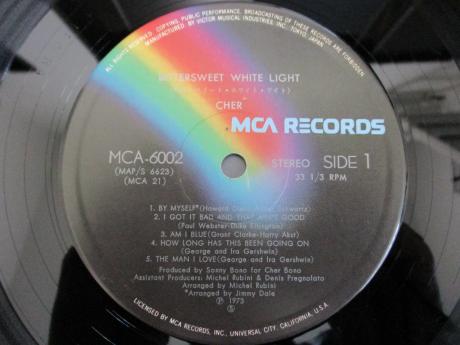 ALL RIGHTS RESERVED. COPYING, PUBLIC PERFORMANCE, BROADCASTING OF THESE RECORDS ARE FORBIDDEN.
MANUFACTURED BY VICTOR MUSICAL INDUSTRIES, INC. TOKYO, JAPAN
BITTERSWEET WHITE LIGHT
CHER
MCA RECORDS
MCA-6002
(MAP/S 6623)
(MCA 21)
STEREO SIDE 1
33 1/3 RPM
1. BY MYSELF*(Howard Dietz-Arthur Schwartz)
2. I GOT IT BAD AND THAT AIN'T GOOD
(Paul Webster-Duke Ellington)
3. AM I BLUE(Grant Clarke-Harry Akst)
4. HOW LONG HAS THIS BEEN GOING ON
(George and Ira Gershwin)
5. THE MAN I LOVE(George and Ira Gershwin)
Produced by Sonny Bono for Cher Bono
Assistant Producers: Michel Rubini & Denis Pregnolato
Arranged by Michel Rubini
*Arranged by Jimmy Dale
Ⓟ 1973
LICENSED BY MCA RECORDS, INC., UNIVERSAL CITY, CALIFORNIA, U.S.A.